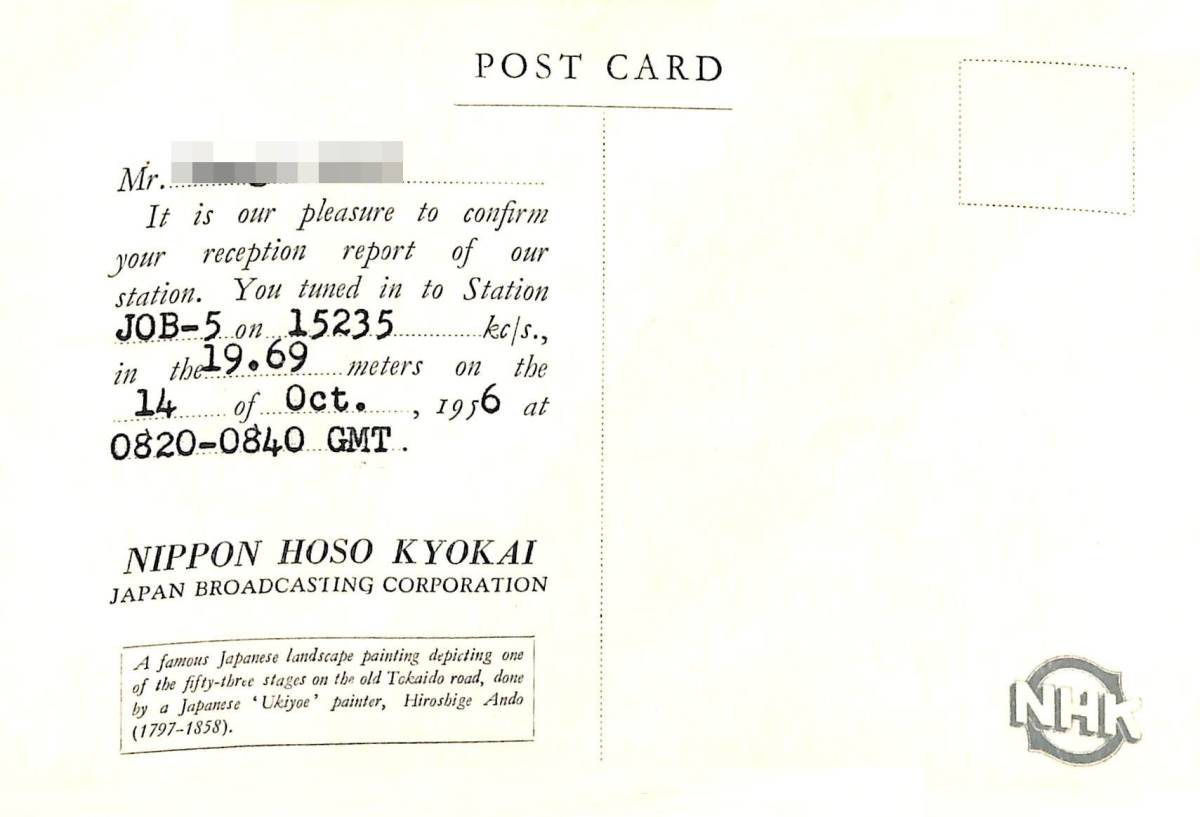 POST CARD
Mr.
It is our pleasure to confirm
your reception report of our
station. You tuned in to Station
JOB-5 on 15235 kc/s.,
in the 19.69 meters on the
14 of Oct. , 1956 at
0820-0840 GMT.
NIPPON HOSO KYOKAI
JAPAN BROADCASTING CORPORATION
A famous Japanese landscape painting depicting one
of the fifty-three stages on the old Tokaido road, done
by a Japanese ‘Ukiyoe’ painter, Hiroshige Ando
(1797-1858).
NHK